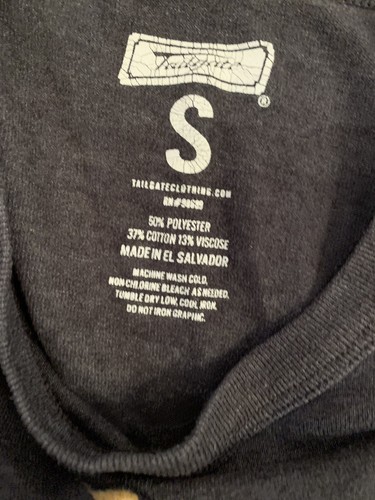 Tailgate
®
S
TAILGATECLOTHING.COM
RN#98699
50% POLYESTER
37% COTTON 13% VISCOSE
MADE IN EL SALVADOR
MACHINE WASH COLD,
NON-CHLORINE BLEACH AS NEEDED,
TUMBLE DRY LOW, COOL IRON.
DO NOT IRON GRAPHIC.